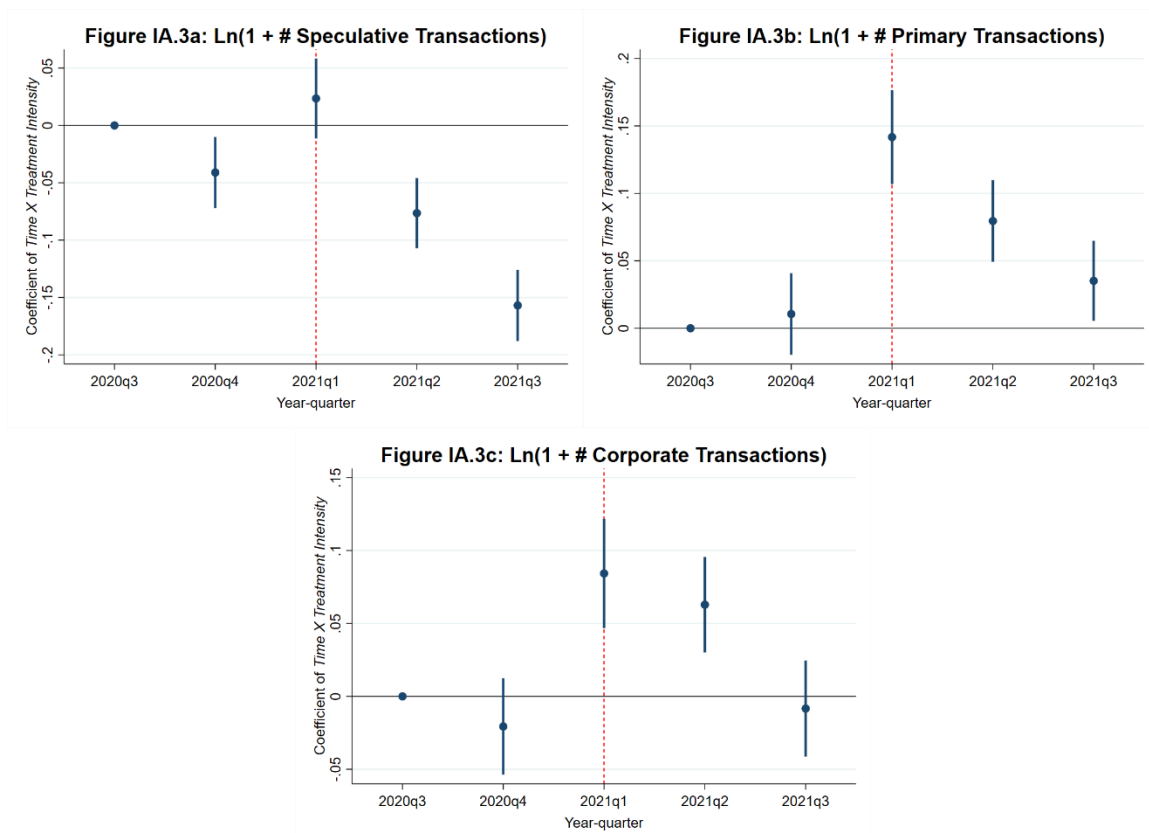 Figure IA.3a: Ln(1 + # Speculative Transactions)
Coefficient of Time X Treatment Intensity
.05
0
-.05
-.1
-.15
-.2
2020q3 2020q4 2021q1 2021q2 2021q3
Year-quarter
Figure IA.3b: Ln(1 + # Primary Transactions)
Coefficient of Time X Treatment Intensity
.2
.15
.1
.05
0
2020q3 2020q4 2021q1 2021q2 2021q3
Year-quarter
Figure IA.3c: Ln(1 + # Corporate Transactions)
Coefficient of Time X Treatment Intensity
.15
.1
.05
0
-.05
2020q3 2020q4 2021q1 2021q2 2021q3
Year-quarter